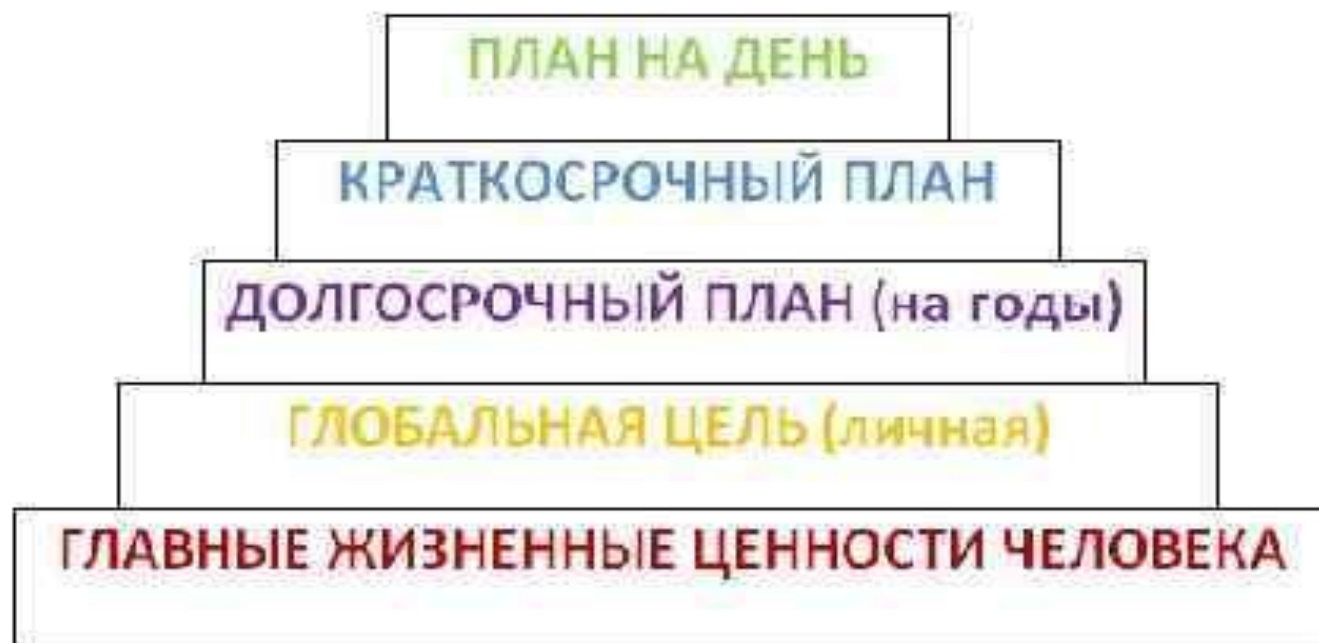 ПЛАН НА ДЕНЬ
КРАТКОСРОЧНЫЙ ПЛАН
ДОЛГОСРОЧНЫЙ ПЛАН (на годы)
ГЛОБАЛЬНАЯ ЦЕЛЬ (личная)
ГЛАВНЫЕ ЖИЗНЕННЫЕ ЦЕННОСТИ ЧЕЛОВЕКА